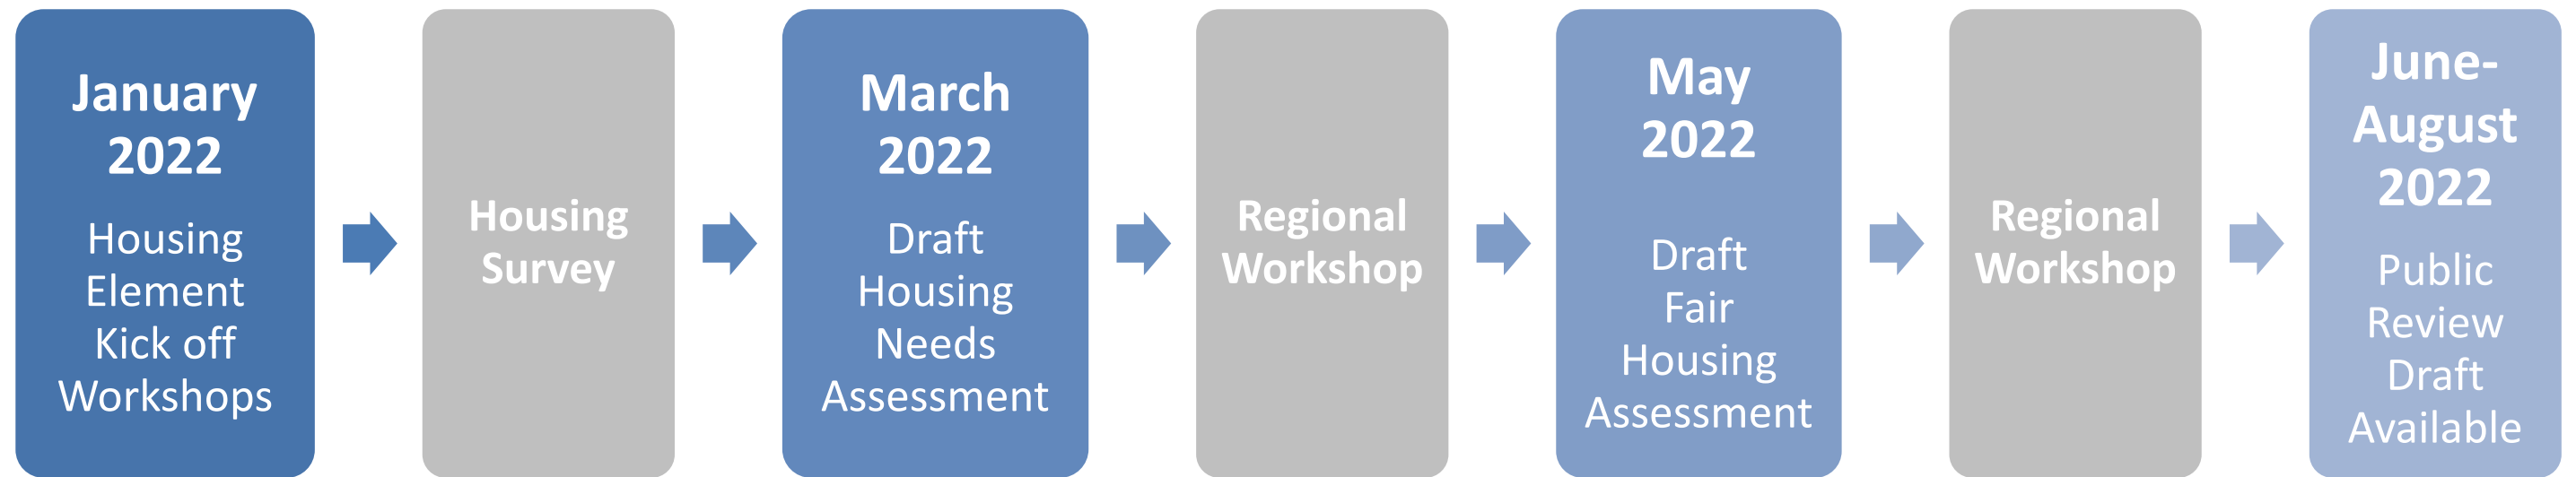 January
2022
Housing
Element
Kick off
Workshops
Housing
Survey
March
2022
Draft
Housing
Needs
Assessment
Regional
Workshop
May
2022
Draft
Fair
Housing
Assessment
Regional
Workshop
June-
August
2022
Public
Review
Draft
Available